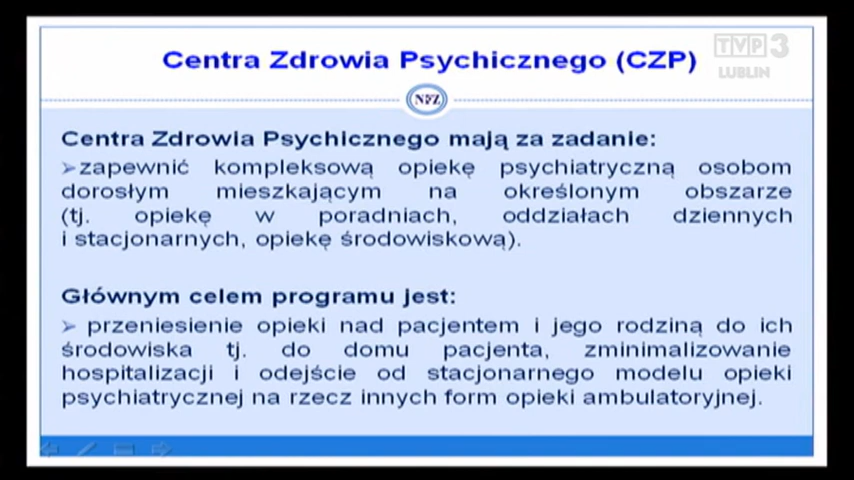 Centra Zdrowia Psychicznego (CZP)
TVP3
LUBLIN
NFZ
Centra Zdrowia Psychicznego mają za zadanie:
➢zapewnić kompleksową opiekę psychiatryczną osobom
dorosłym mieszkającym na określonym obszarze
(tj. opiekę w poradniach, oddziałach dziennych
i stacjonarnych, opiekę środowiskową).
Głównym celem programu jest:
➢ przeniesienie opieki nad pacjentem i jego rodziną do ich
środowiska tj. do domu pacjenta, zminimalizowanie
hospitalizacji i odejście od stacjonarnego modelu opieki
psychiatrycznej na rzecz innych form opieki ambulatoryjnej.